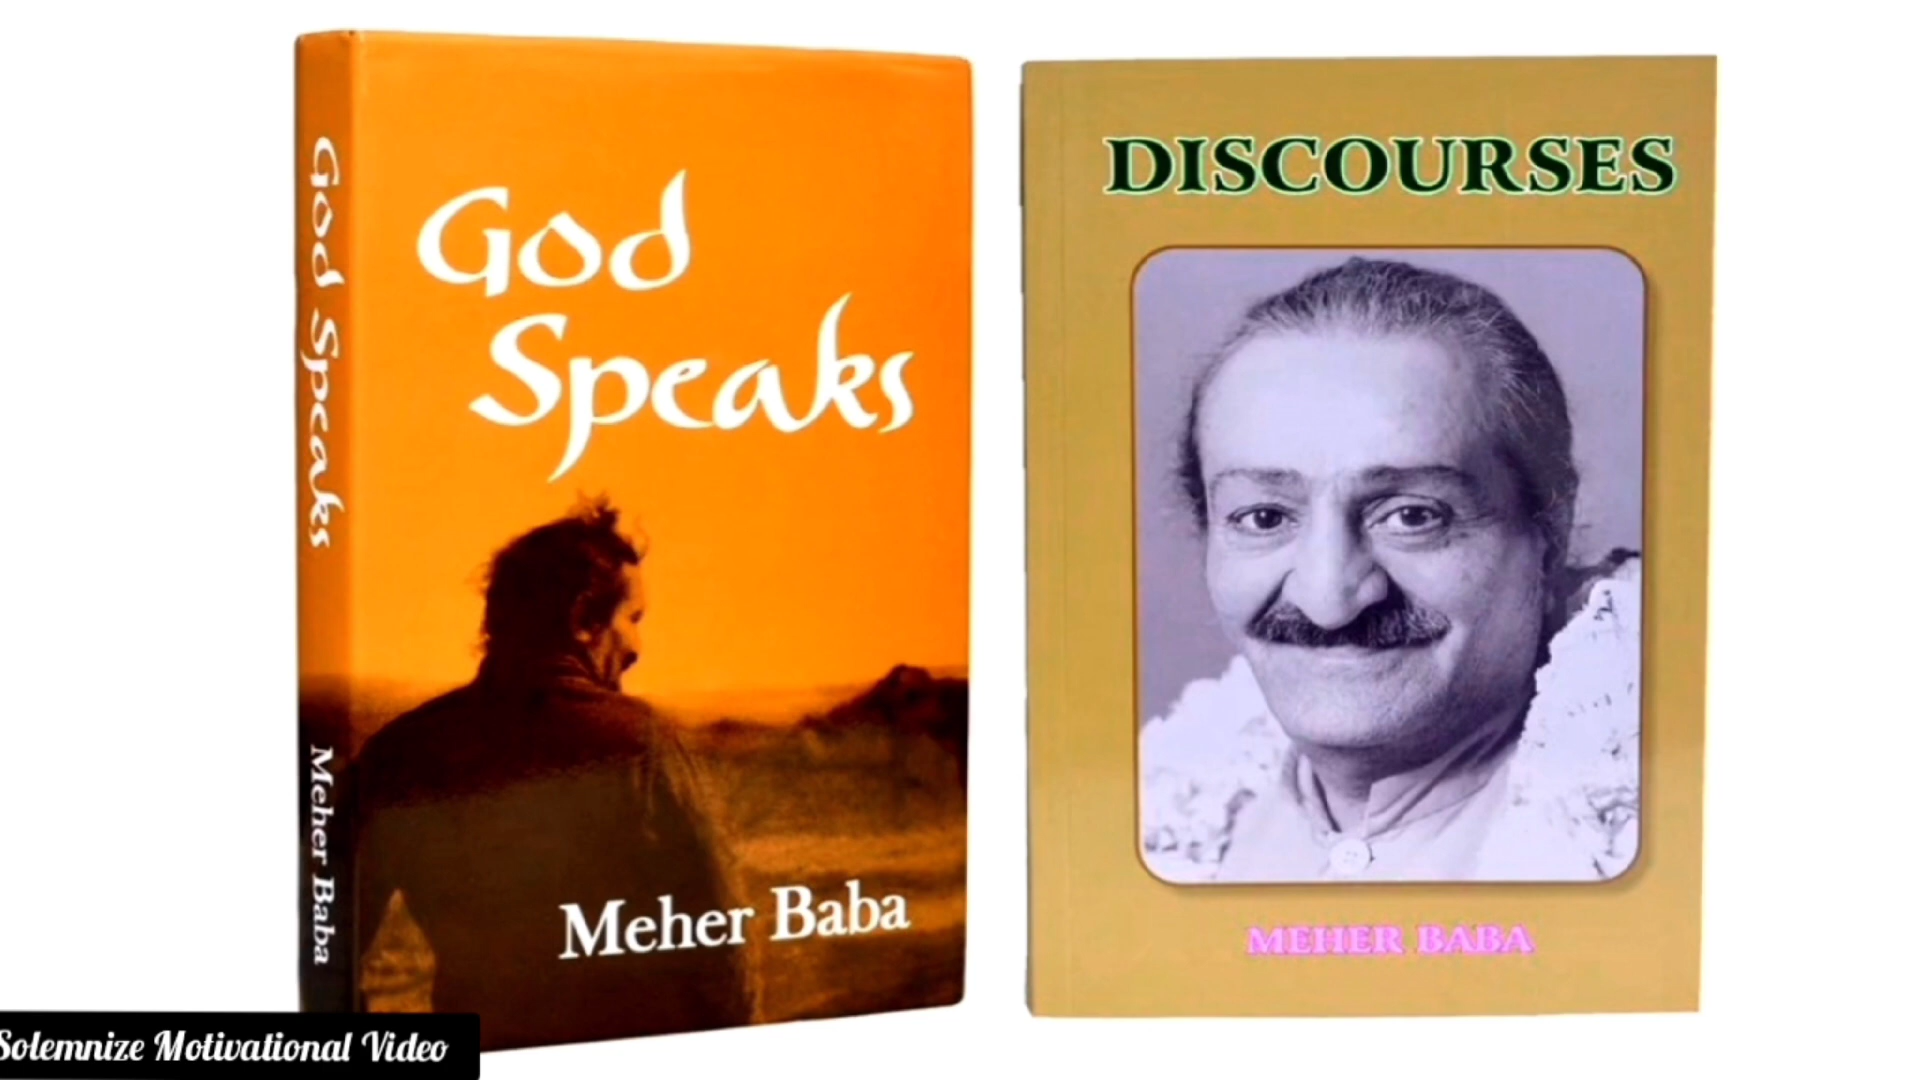 God Speaks
Meher Baba
God
Speaks
Meher Baba
DISCOURSES
MEHER BABA
Solemnize Motivational Video